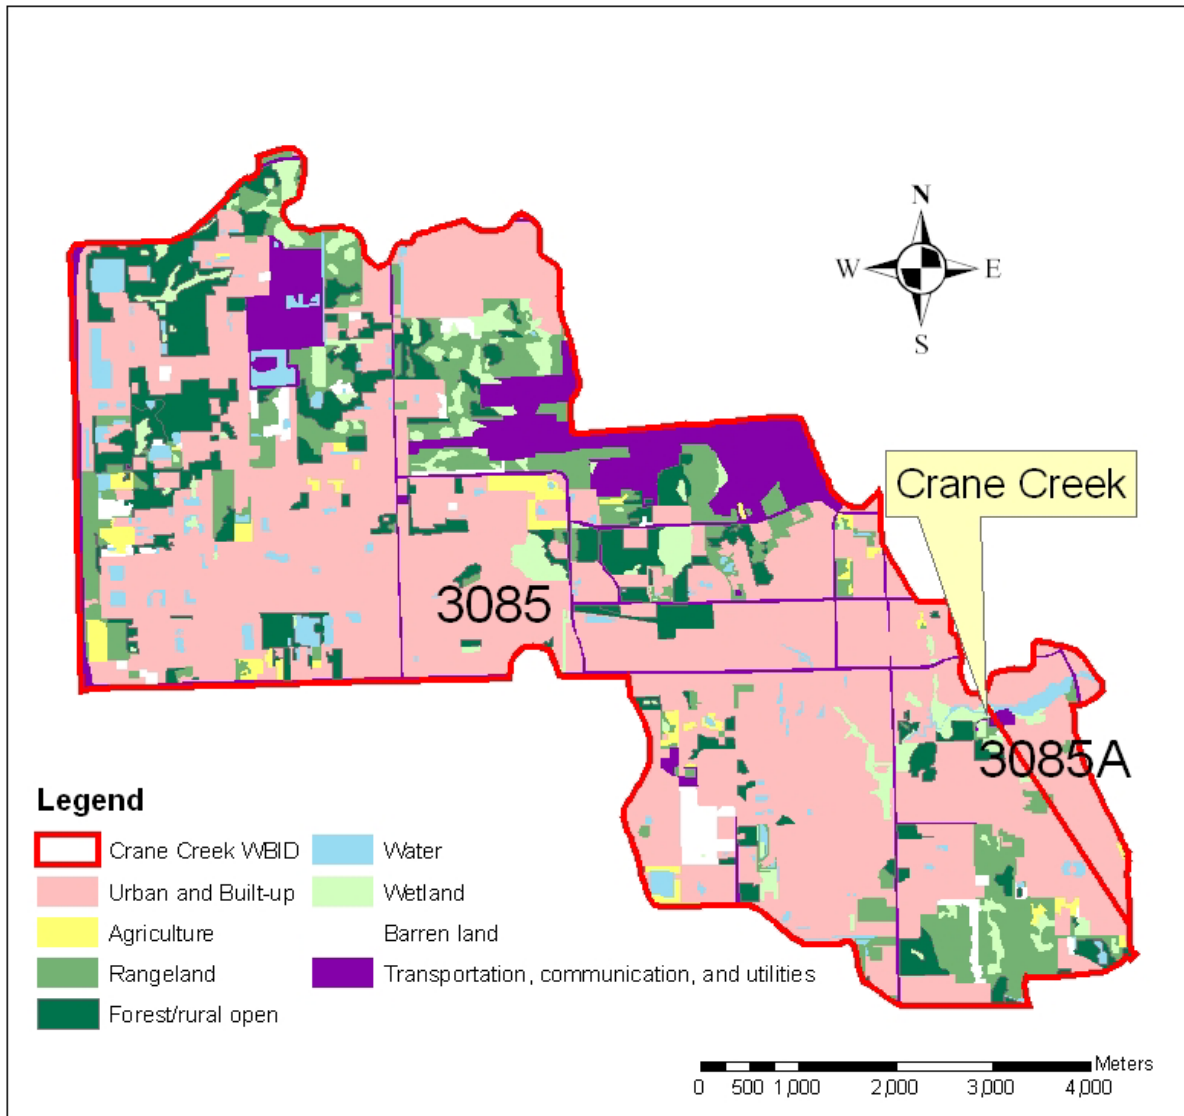 N
W E
S
Crane Creek
3085
3085A
Legend
Crane Creek WBID
Urban and Built-up
Agriculture
Rangeland
Forest/rural open
Water
Wetland
Barren land
Transportation, communication, and utilities
Meters
0 500 1,000 2,000 3,000 4,000